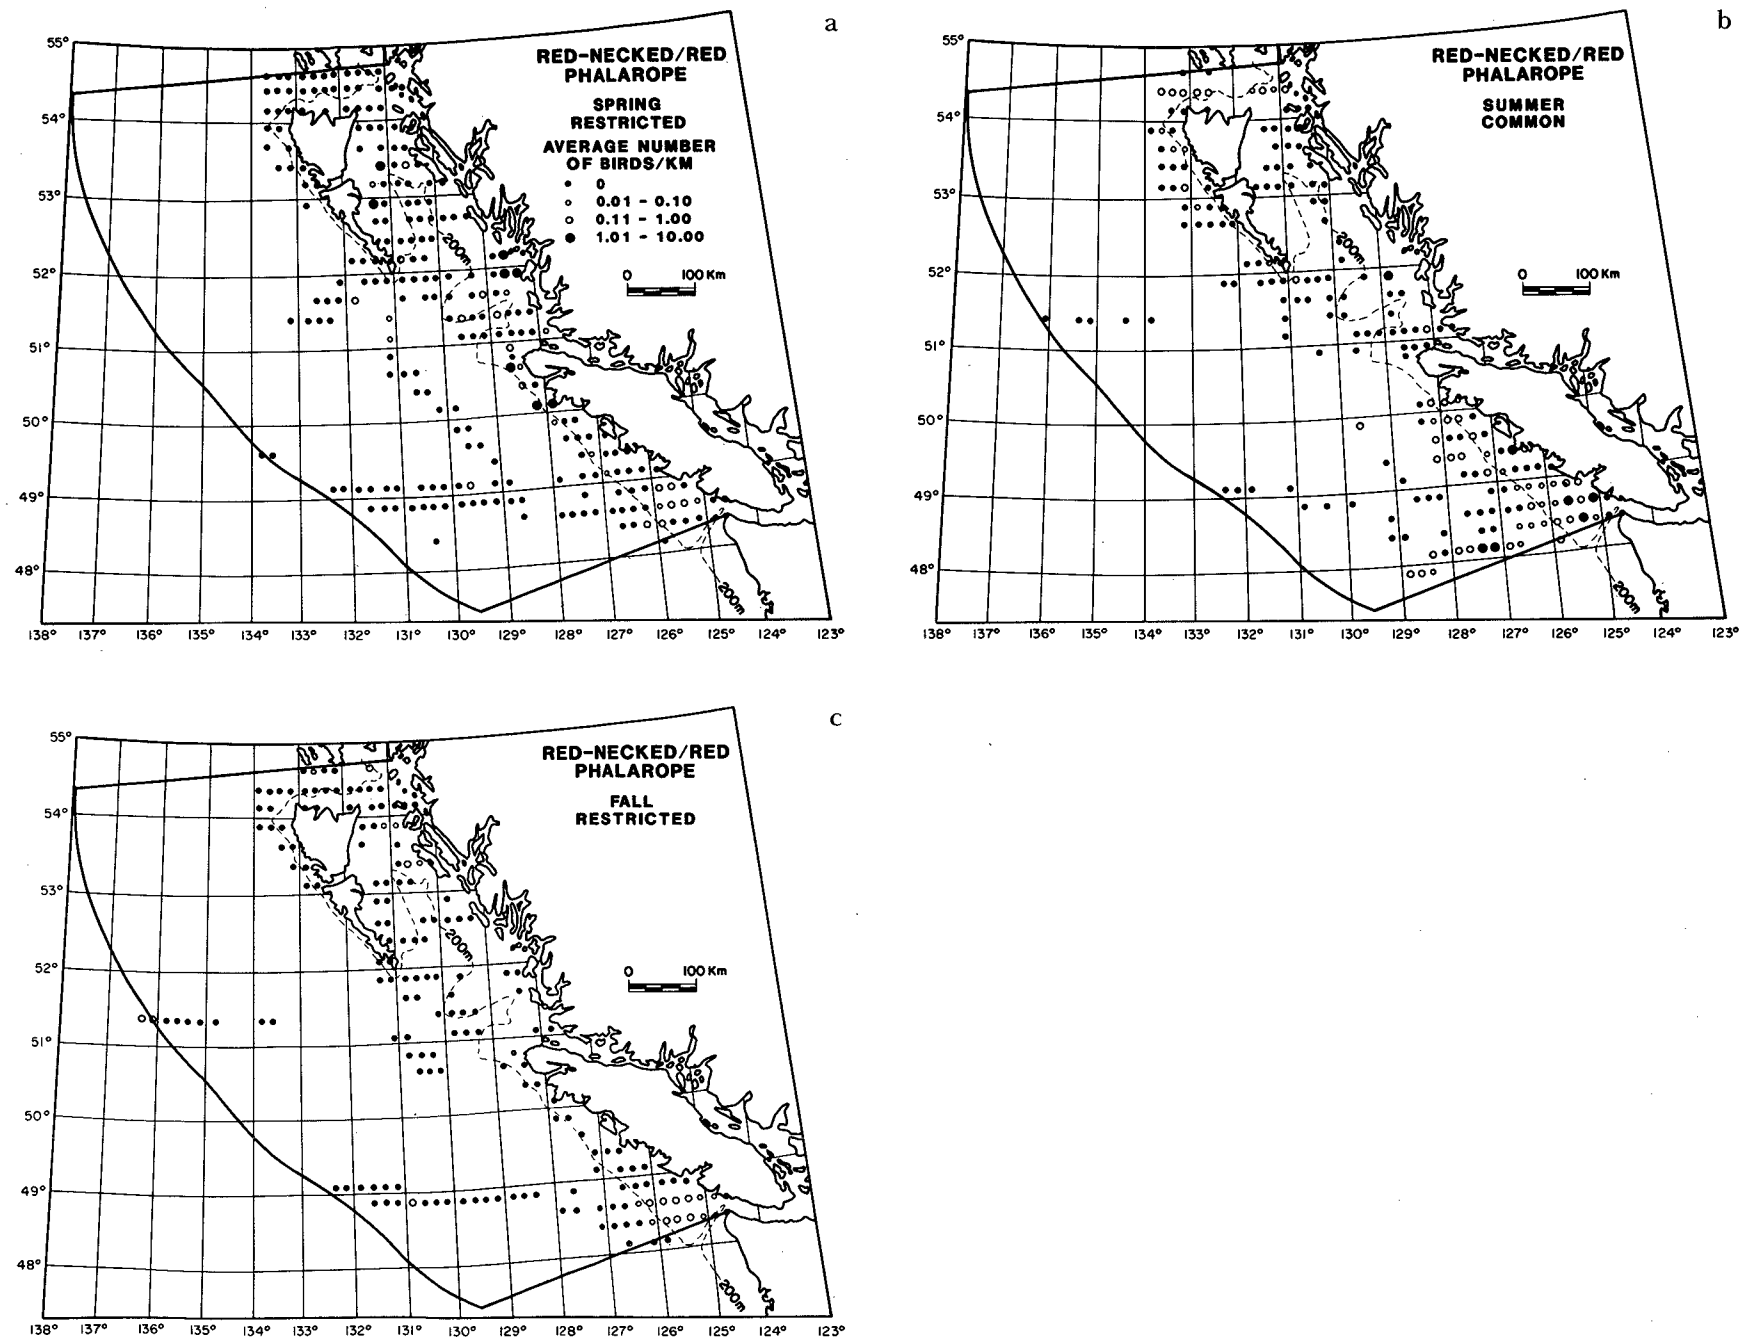 a
RED-NECKED/RED
PHALAROPE
SPRING
RESTRICTED
AVERAGE NUMBER
OF BIRDS/KM
0
0.01 - 0.10
0.11 - 1.00
1.01 - 10.00
0 100 Km
200m
200m
55°
54°
53°
52°
51°
50°
49°
48°
138° 137° 136° 135° 134° 133° 132° 131° 130° 129° 128° 127° 126° 125° 124° 123°
b
RED-NECKED/RED
PHALAROPE
SUMMER
COMMON
0 100 Km
200m
200m
55°
54°
53°
52°
51°
50°
49°
48°
138° 137° 136° 135° 134° 133° 132° 131° 130° 129° 128° 127° 126° 125° 124° 123°
c
RED-NECKED/RED
PHALAROPE
FALL
RESTRICTED
0 100 Km
200m
200m
55°
54°
53°
52°
51°
50°
49°
48°
138° 137° 136° 135° 134° 133° 132° 131° 130° 129° 128° 127° 126° 125° 124° 123°